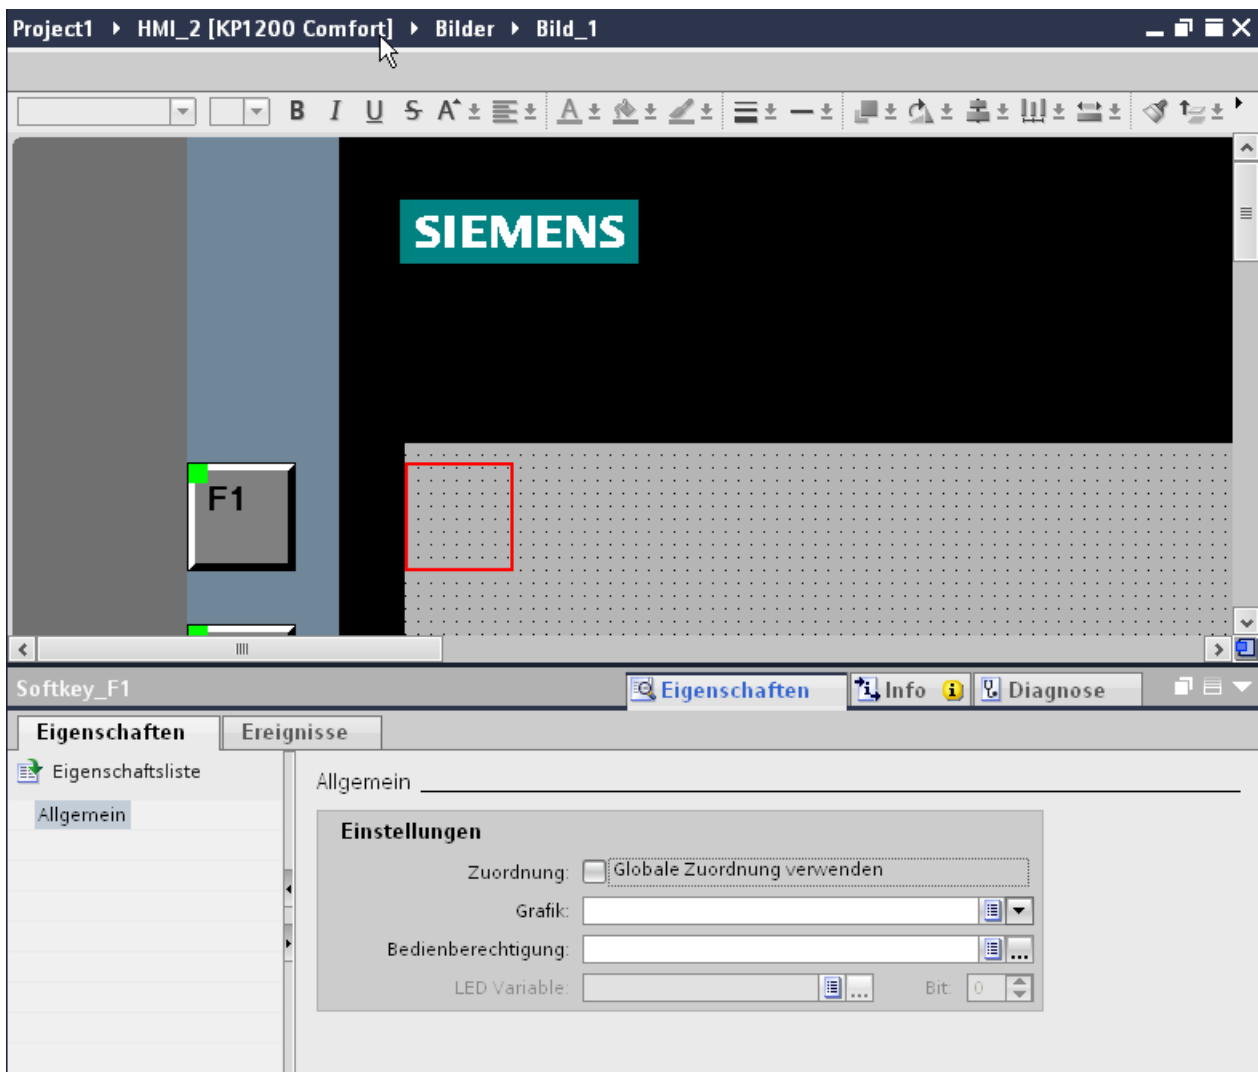 Project1 ▸ HMI_2 [KP1200 Comfort] ▸ Bilder ▸ Bild_1
B I U S A A
SIEMENS
F1
Softkey_F1
Eigenschaften Info Diagnose
Eigenschaften Ereignisse
Eigenschaftsliste
Allgemein
Allgemein
Einstellungen
Zuordnung: Globale Zuordnung verwenden
Grafik:
Bedienberechtigung: ...
LED Variable: ... Bit: 0